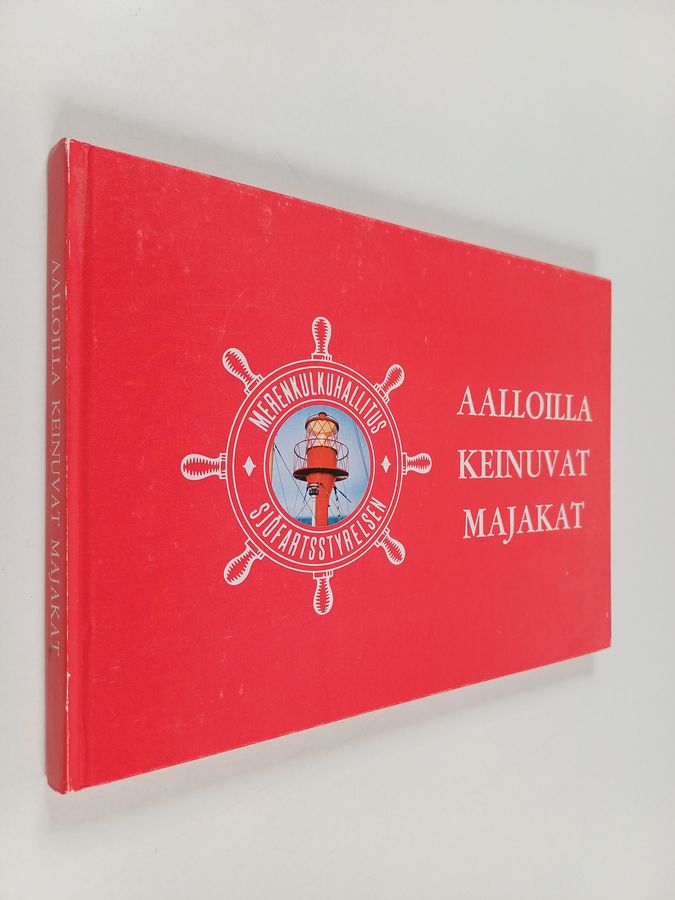 AALLOILLA KEINUVAT MAJAKAT
MERENKULKUHALLITUS
SJÖFARTSSTYRELSEN
AALLOILLA
KEINUVAT
MAJAKAT